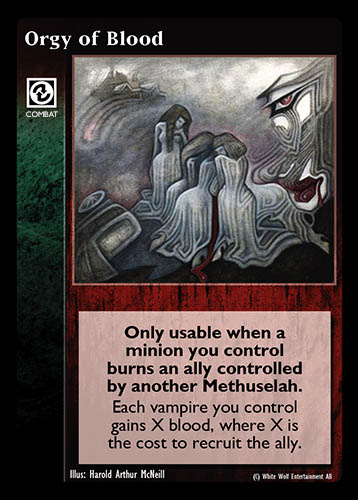 Orgy of Blood
COMBAT
Only usable when a
minion you control
burns an ally controlled
by another Methuselah.
Each vampire you control
gains X blood, where X is
the cost to recruit the ally.
Illus: Harold Arthur McNeill
(C) White Wolf Entertainment AB